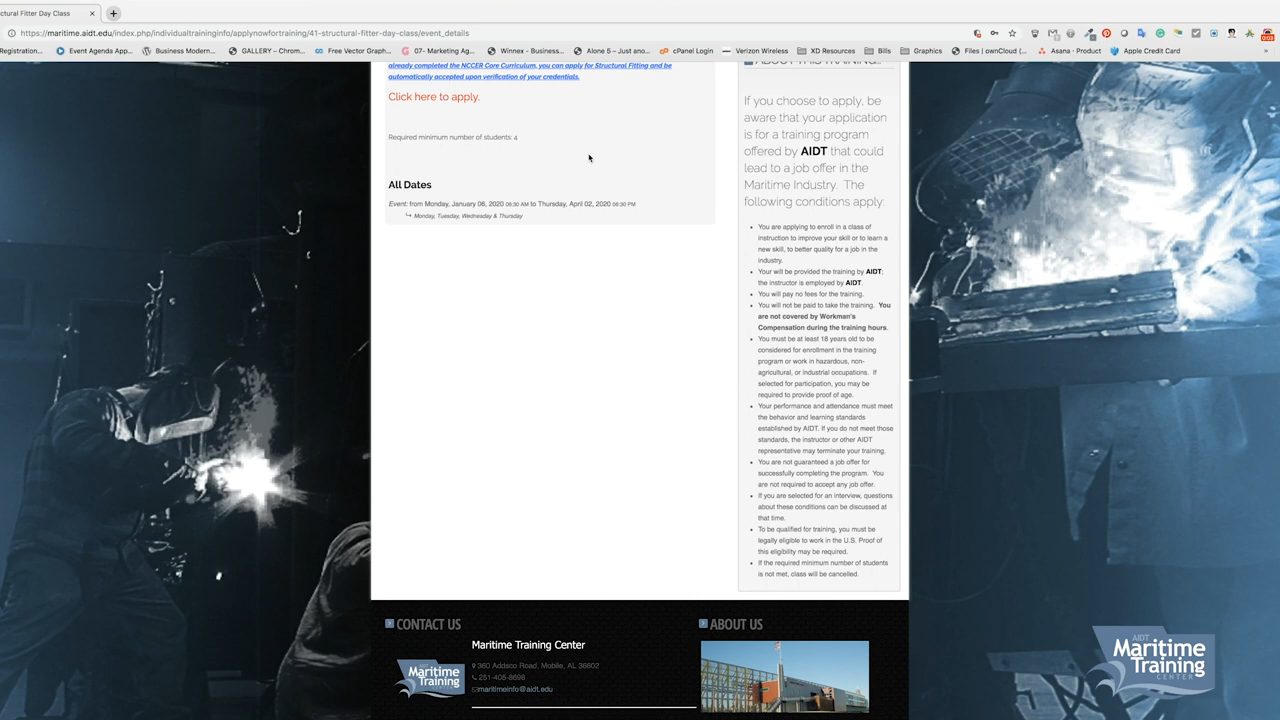 ctural Fitter Day Class
https://maritime.aidt.edu/index.php/individualtraininginfo/applynowfortraining/41-structural-fitter-day-class/event_details
Registration...
Event Agenda App...
Business Modern...
GALLERY – Chrom...
Free Vector Graph...
07- Marketing Ag...
Winnex - Business...
Alone 5 – Just ano...
cPanel Login
Verizon Wireless
XD Resources
Bills
Graphics
Files | ownCloud (...
Asana · Product
Apple Credit Card
»
already completed the NCCER Core Curriculum, you can apply for Structural Fitting and be
automatically accepted upon verification of your credentials.
Click here to apply.
Required minimum number of students: 4
All Dates
Event: from Monday, January 06, 2020 06:30 AM to Thursday, April 02, 2020 06:30 PM
Monday, Tuesday, Wednesday & Thursday
ABOUT THIS TRAINING...
If you choose to apply, be
aware that your application
is for a training program
offered by AIDT that could
lead to a job offer in the
Maritime Industry. The
following conditions apply:
• You are applying to enroll in a class of
instruction to improve your skill or to learn a
new skill, to better quality for a job in the
industry.
• Your will be provided the training by AIDT;
the instructor is employed by AIDT.
• You will pay no fees for the training.
• You will not be paid to take the training. You
are not covered by Workman's
Compensation during the training hours.
• You must be at least 18 years old to be
considered for enrollment in the training
program or work in hazardous, non-
agricultural, or industrial occupations. If
selected for participation, you may be
required to provide proof of age.
• Your performance and attendance must meet
the behavior and learning standards
established by AIDT. If you do not meet those
standards, the instructor or other AIDT
representative may terminate your training.
• You are not guaranteed a job offer for
successfully completing the program. You
are not required to accept any job offer.
• If you are selected for an interview, questions
about these conditions can be discussed at
that time.
• To be qualified for training, you must be
legally eligible to work in the U.S. Proof of
this eligibility may be required.
• If the required minimum number of students
is not met, class will be cancelled.
CONTACT US
Maritime Training Center
360 Addsco Road, Mobile, AL 36602
251-405-8698
maritimeinfo@aidt.edu
AIDT
Maritime
Training
CENTER
ABOUT US
AIDT
Maritime
Training
CENTER